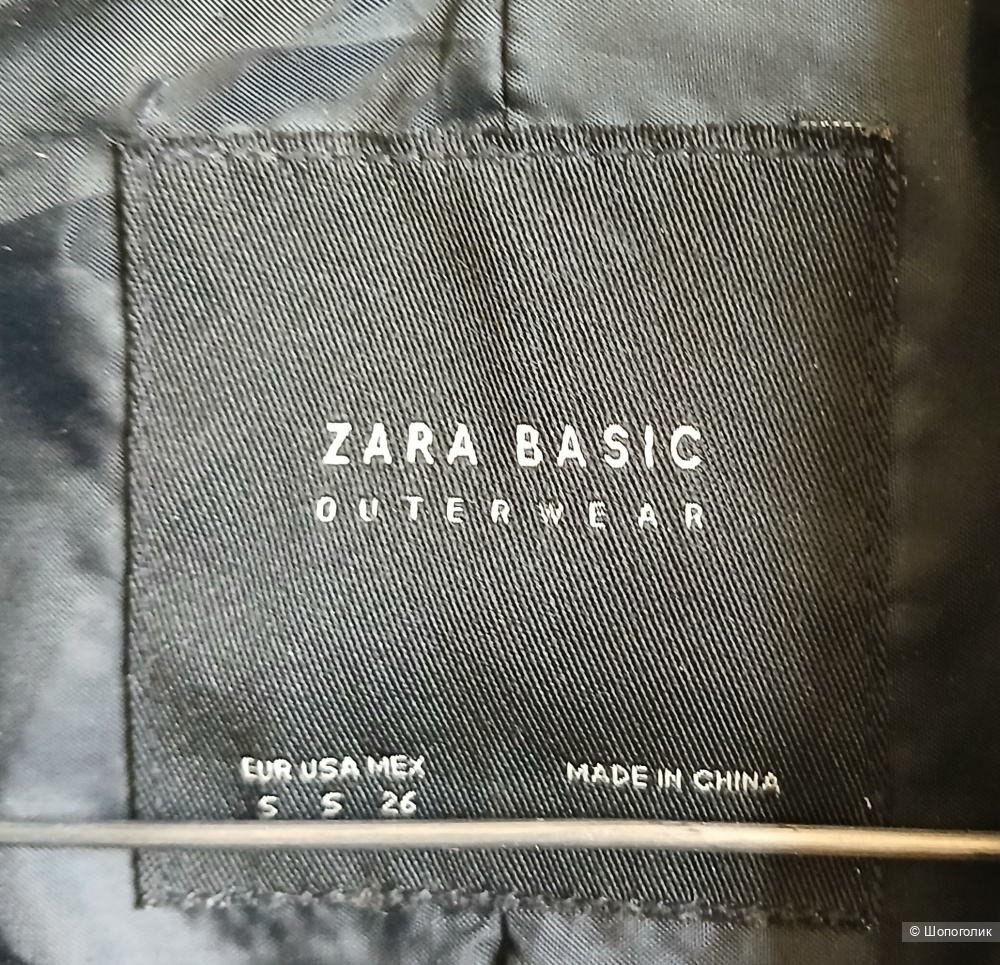 ZARA BASIC
OUTERWEAR
EUR USA MEX
S S 26
MADE IN CHINA
© Шопоголик